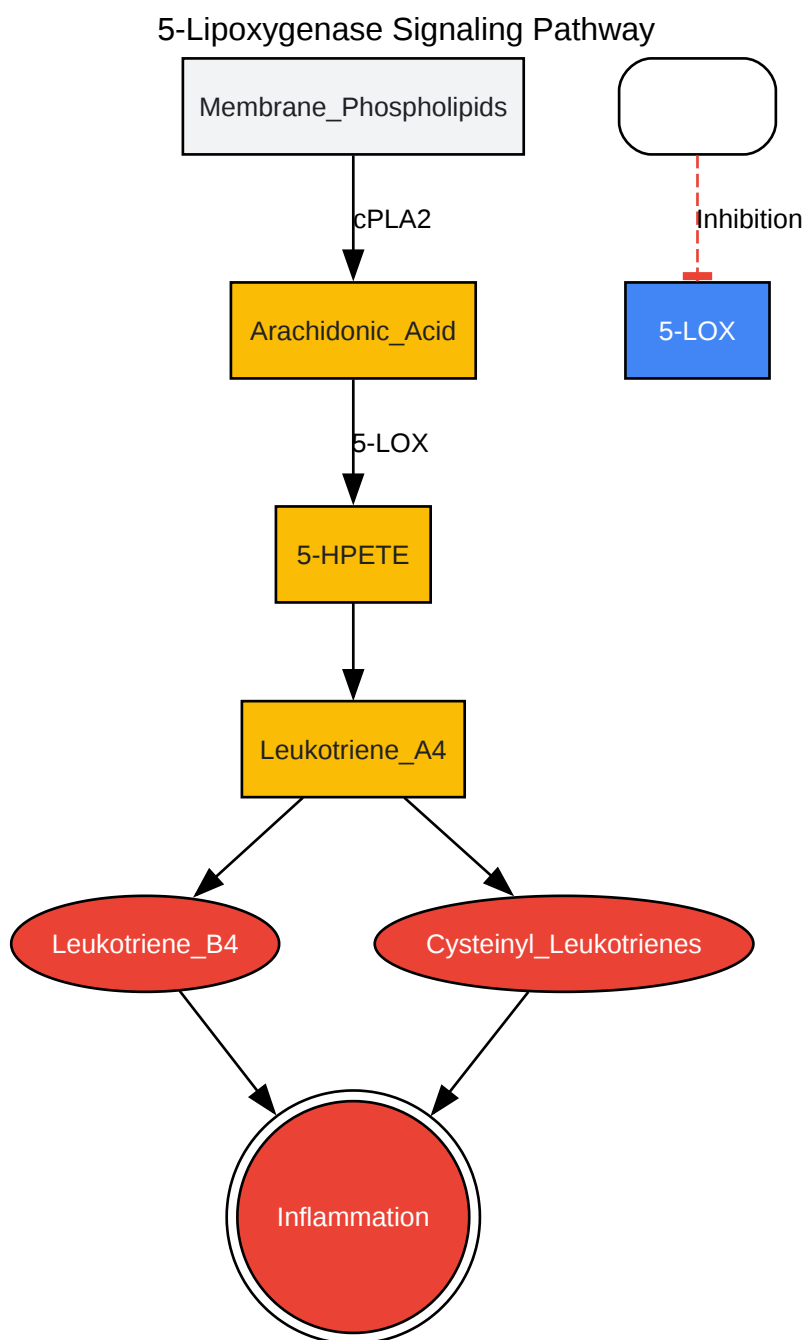 5-Lipoxygenase Signaling Pathway
Membrane_Phospholipids
cPLA2
Inhibition
Arachidonic_Acid
5-LOX
5-LOX
5-HPETE
Leukotriene_A4
Leukotriene_B4
Cysteinyl_Leukotrienes
Inflammation